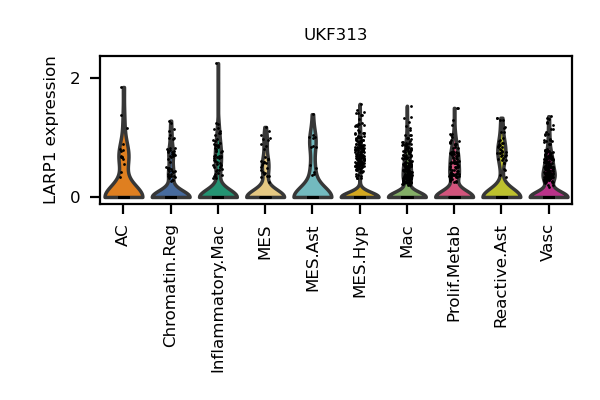 UKF313
LARP1 expression
2
0
AC
Chromatin.Reg
Inflammatory.Mac
MES
MES.Ast
MES.Hyp
Mac
Prolif.Metab
Reactive.Ast
Vasc